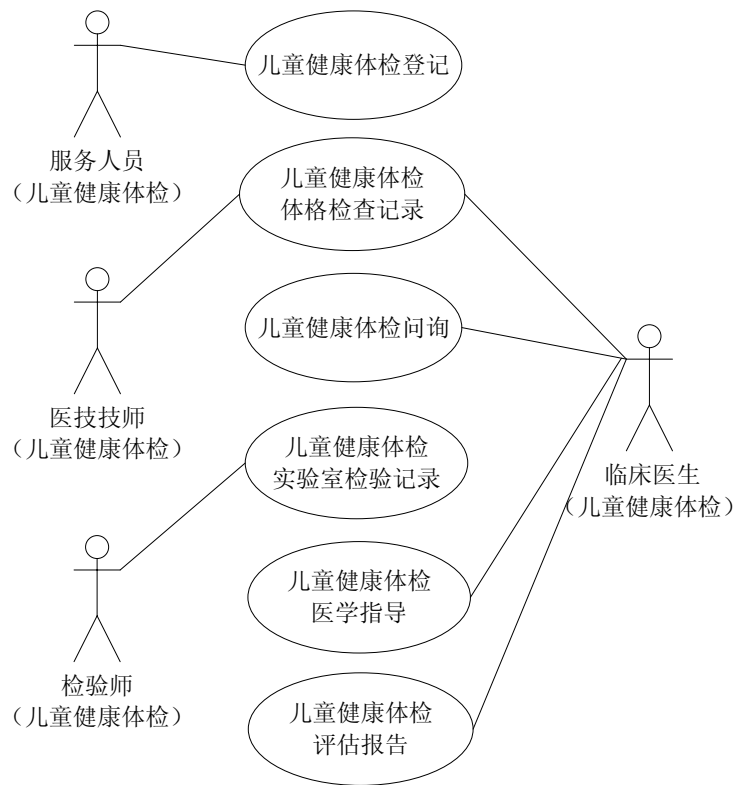 儿童健康体检登记
服务人员
（儿童健康体检）
儿童健康体检
体格检查记录
儿童健康体检问询
医技技师
（儿童健康体检）
儿童健康体检
实验室检验记录
临床医生
（儿童健康体检）
儿童健康体检
医学指导
检验师
（儿童健康体检）
儿童健康体检
评估报告